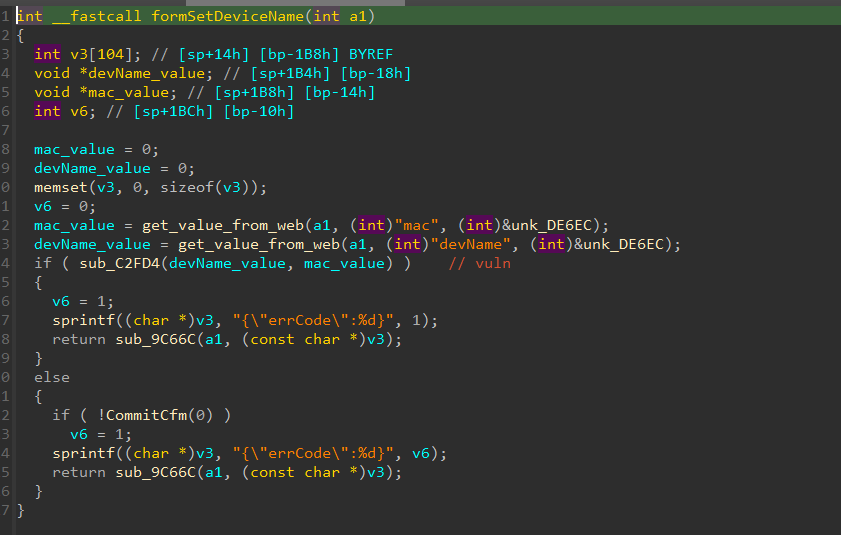 1 int __fastcall formSetDeviceName(int a1)
2 {
3 int v3[104]; // [sp+14h] [bp-1B8h] BYREF
4 void *devName_value; // [sp+1B4h] [bp-18h]
5 void *mac_value; // [sp+1B8h] [bp-14h]
6 int v6; // [sp+1BCh] [bp-10h]
7
8 mac_value = 0;
9 devName_value = 0;
0 memset(v3, 0, sizeof(v3));
1 v6 = 0;
2 mac_value = get_value_from_web(a1, (int)"mac", (int)&unk_DE6EC);
3 devName_value = get_value_from_web(a1, (int)"devName", (int)&unk_DE6EC);
4 if ( sub_C2FD4(devName_value, mac_value) ) // vuln
5 {
6 v6 = 1;
7 sprintf((char *)v3, "{\"errCode\":%d}", 1);
8 return sub_9C66C(a1, (const char *)v3);
9 }
0 else
1 {
2 if ( !CommitCfm(0) )
3 v6 = 1;
4 sprintf((char *)v3, "{\"errCode\":%d}", v6);
5 return sub_9C66C(a1, (const char *)v3);
6 }
7 }